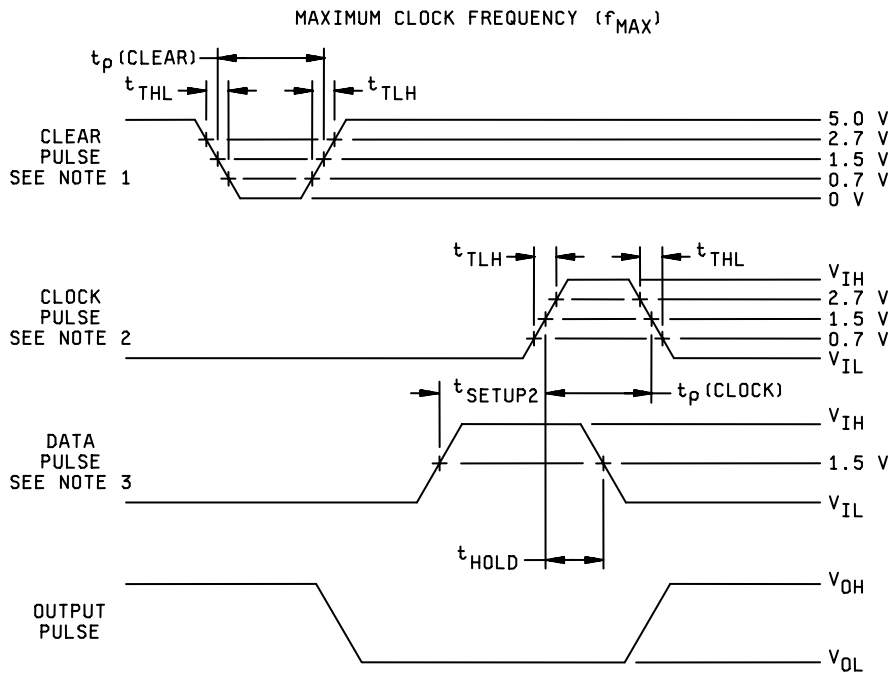 MAXIMUM CLOCK FREQUENCY (fMAX)
tp(CLEAR)
tTHL
tTLH
CLEAR
PULSE
SEE NOTE 1
5.0 V
2.7 V
1.5 V
0.7 V
0 V
tTLH
tTHL
CLOCK
PULSE
SEE NOTE 2
VIH
2.7 V
1.5 V
0.7 V
VIL
tSETUP2
tp(CLOCK)
DATA
PULSE
SEE NOTE 3
VIH
1.5 V
VIL
tHOLD
OUTPUT
PULSE
VOH
VOL